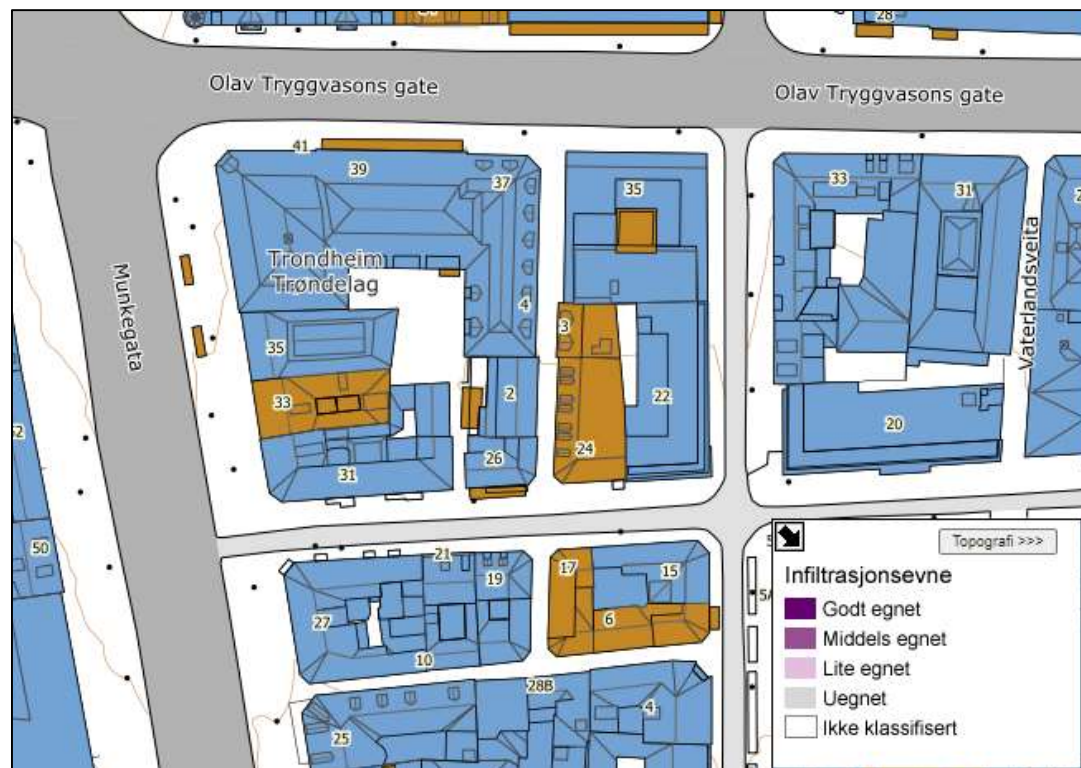 28
Olav Tryggvasons gate
Olav Tryggvasons gate
41
39
37
35
33
31
Trondheim
Trøndelag
Munkegata
Vaterlandsveita
4
3
35
33
2
22
20
24
26
31
50
21
19
17
15
27
6
10
28B
4
25
Topografi >>>
Infiltrasjonsevne
Godt egnet
Middels egnet
Lite egnet
Uegnet
Ikke klassifisert